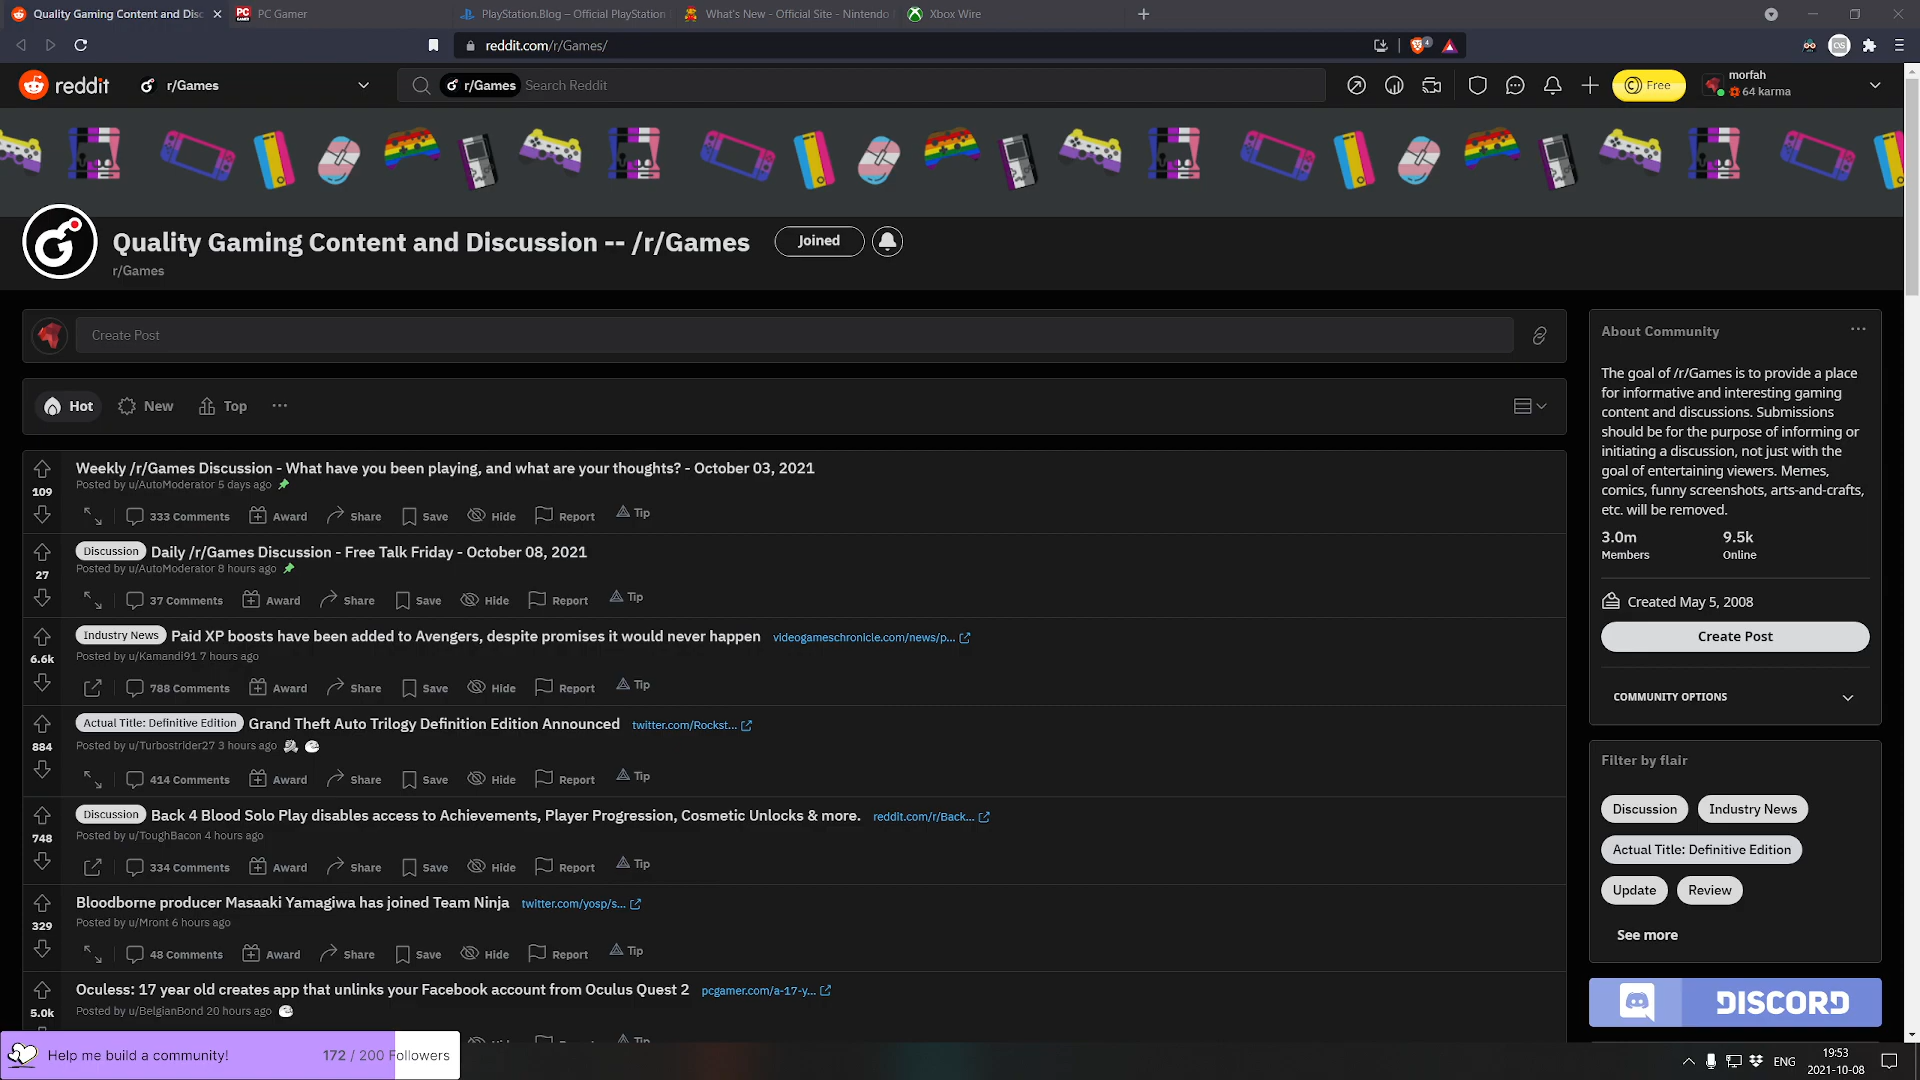 Quality Gaming Content and Disc
PC Gamer
PlayStation.Blog – Official PlayStation
What's New - Official Site - Nintendo
Xbox Wire
reddit.com/r/Games/
reddit
r/Games
r/Games Search Reddit
Free
morfah
64 karma
Quality Gaming Content and Discussion -- /r/Games
Joined
r/Games
Create Post
Hot
New
Top
Weekly /r/Games Discussion - What have you been playing, and what are your thoughts? - October 03, 2021
Posted by u/AutoModerator 5 days ago
109
333 Comments Award Share Save Hide Report Tip
Discussion Daily /r/Games Discussion - Free Talk Friday - October 08, 2021
Posted by u/AutoModerator 8 hours ago
27
37 Comments Award Share Save Hide Report Tip
Industry News Paid XP boosts have been added to Avengers, despite promises it would never happen videogameschronicle.com/news/p...
Posted by u/Kamandi91 7 hours ago
6.6k
788 Comments Award Share Save Hide Report Tip
Actual Title: Definitive Edition Grand Theft Auto Trilogy Definition Edition Announced twitter.com/Rockst...
Posted by u/Turbostrider27 3 hours ago
884
414 Comments Award Share Save Hide Report Tip
Discussion Back 4 Blood Solo Play disables access to Achievements, Player Progression, Cosmetic Unlocks & more. reddit.com/r/Back...
Posted by u/ToughBacon 4 hours ago
748
334 Comments Award Share Save Hide Report Tip
Bloodborne producer Masaaki Yamagiwa has joined Team Ninja twitter.com/yosp/s...
Posted by u/Mront 6 hours ago
329
48 Comments Award Share Save Hide Report Tip
Oculess: 17 year old creates app that unlinks your Facebook account from Oculus Quest 2 pcgamer.com/a-17-y...
Posted by u/BelgianBond 20 hours ago
5.0k
About Community
The goal of /r/Games is to provide a place
for informative and interesting gaming
content and discussions. Submissions
should be for the purpose of informing or
initiating a discussion, not just with the
goal of entertaining viewers. Memes,
comics, funny screenshots, arts-and-crafts,
etc. will be removed.
3.0m 9.5k
Members Online
Created May 5, 2008
Create Post
COMMUNITY OPTIONS
Filter by flair
Discussion Industry News
Actual Title: Definitive Edition
Update Review
See more
DISCORD
Help me build a community! 172 / 200 Followers
ENG
19:53
2021-10-08